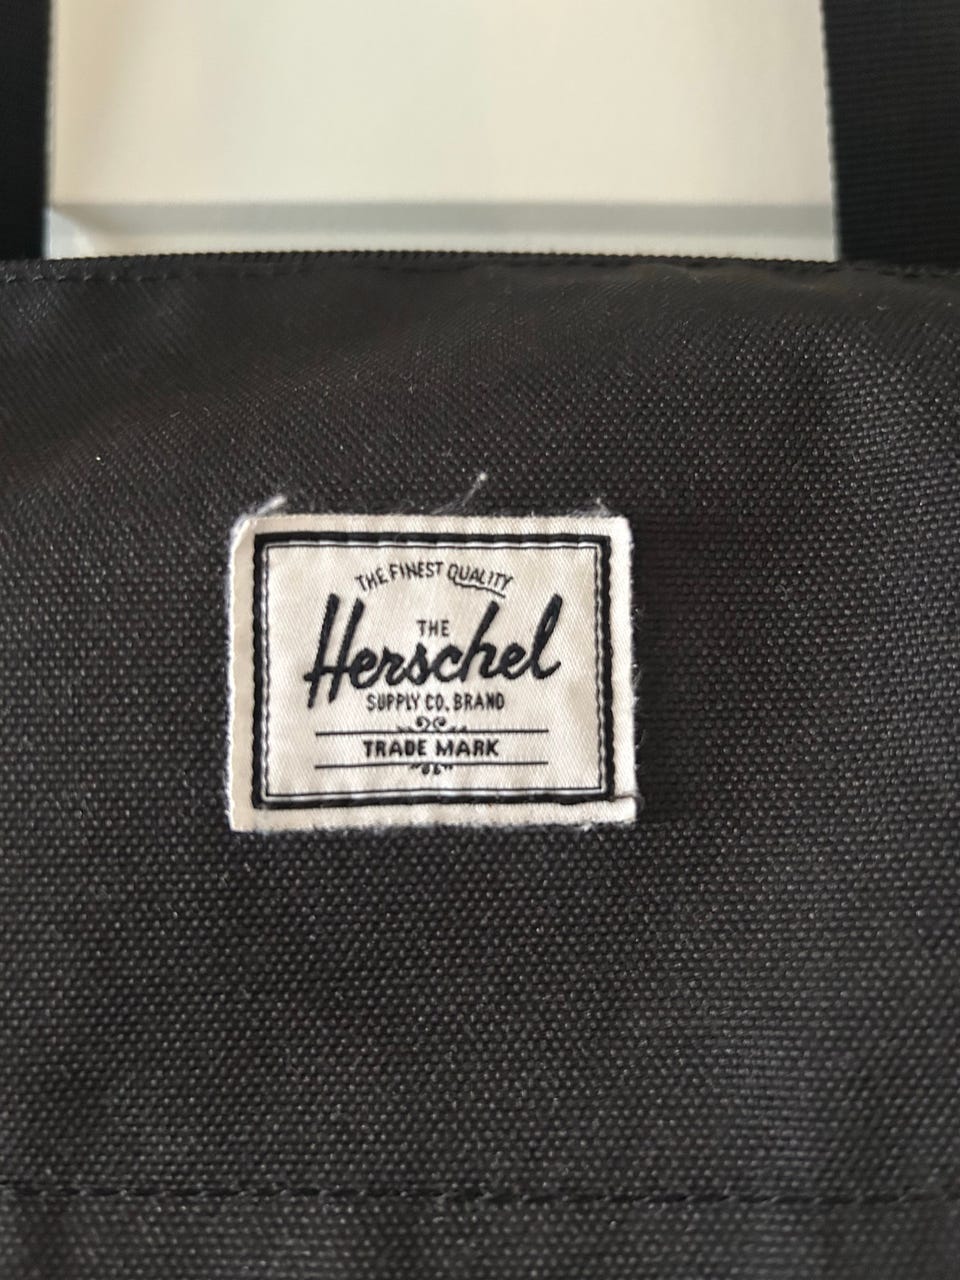 THE FINEST QUALITY
THE
Herschel
SUPPLY CO. BRAND
TRADE MARK